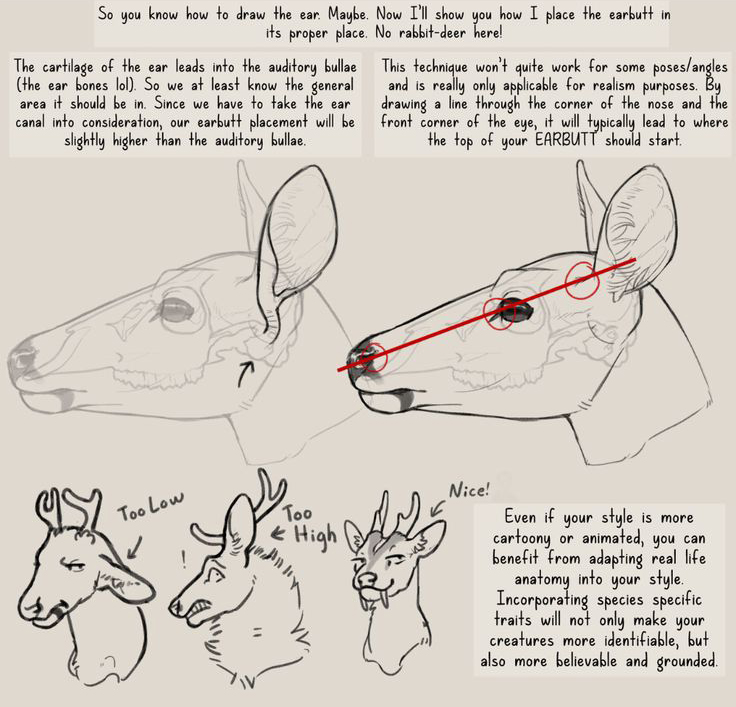 So you know how to draw the ear. Maybe. Now I'll show you how I place the earbutt in
its proper place. No rabbit-deer here!
The cartilage of the ear leads into the auditory bullae
(the ear bones lol). So we at least know the general
area it should be in. Since we have to take the ear
canal into consideration, our earbutt placement will be
slightly higher than the auditory bullae.
This technique won't quite work for some poses/angles
and is really only applicable for realism purposes. By
drawing a line through the corner of the nose and the
front corner of the eye, it will typically lead to where
the top of your EARBUTT should start.
Too Low
!
Too
High
Nice!
Even if your style is more
cartoony or animated, you can
benefit from adapting real life
anatomy into your style.
Incorporating species specific
traits will not only make your
creatures more identifiable, but
also more believable and grounded.